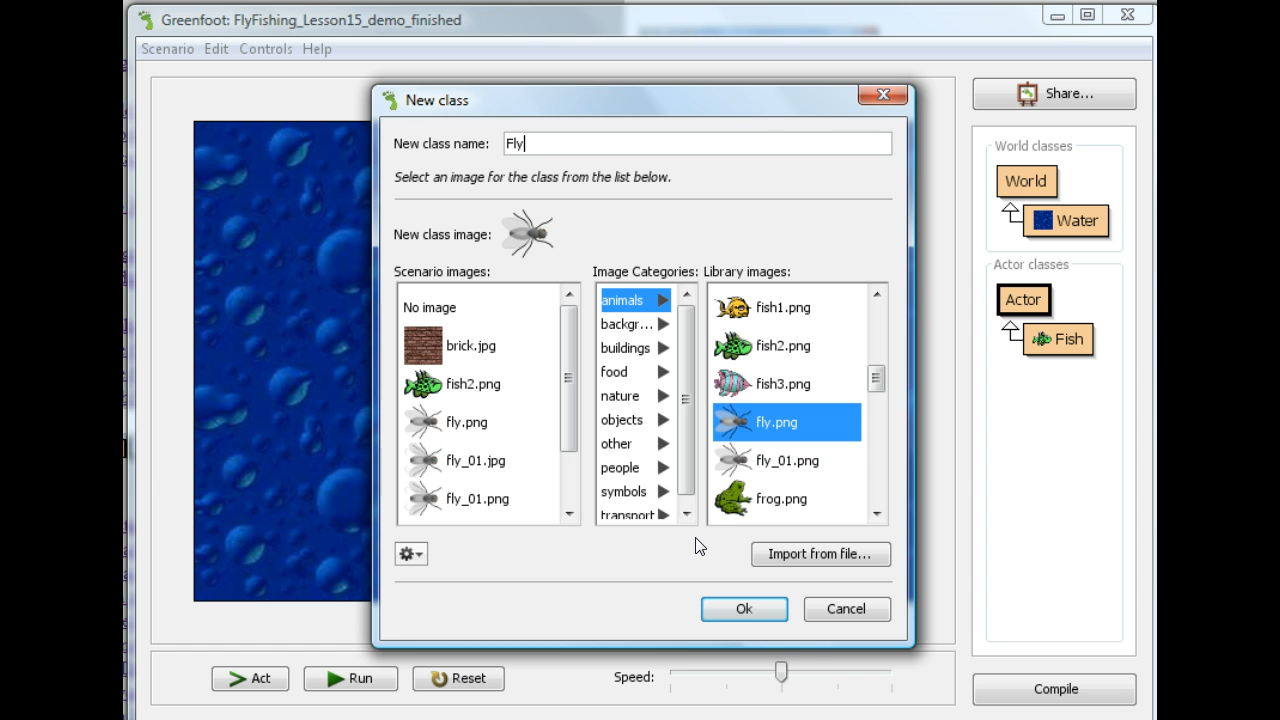 Greenfoot: FlyFishing_Lesson15_demo_finished
Scenario Edit Controls Help
New class
New class name: Fly
Select an image for the class from the list below.
New class image:
Scenario images:
No image
brick.jpg
fish2.png
fly.png
fly_01.jpg
fly_01.png
Image Categories:
animals
backgr...
buildings
food
nature
objects
other
people
symbols
transport
Library images:
fish1.png
fish2.png
fish3.png
fly.png
fly_01.png
frog.png
Import from file...
Ok
Cancel
Share...
World classes
World
Water
Actor classes
Actor
Fish
Act
Run
Reset
Speed:
Compile